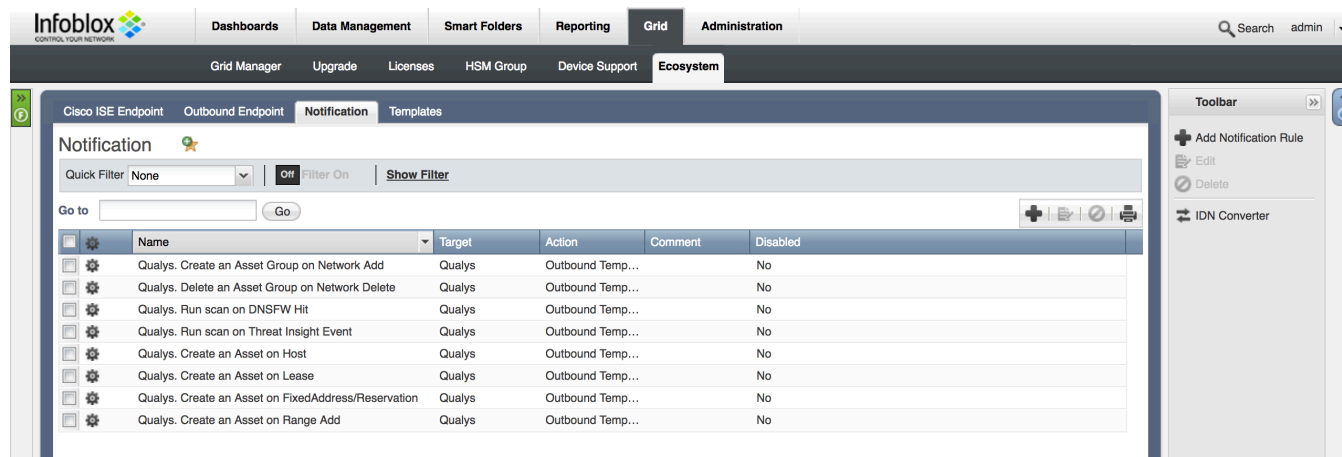 Infoblox
CONTROL YOUR NETWORK
Dashboards Data Management Smart Folders Reporting Grid Administration
Search admin
Grid Manager Upgrade Licenses HSM Group Device Support Ecosystem
Cisco ISE Endpoint Outbound Endpoint Notification Templates
Toolbar
Notification
Add Notification Rule
Quick Filter None Off Filter On Show Filter
Edit
Delete
Go to Go
IDN Converter
Name Target Action Comment Disabled
Qualys. Create an Asset Group on Network Add Qualys Outbound Temp... No
Qualys. Delete an Asset Group on Network Delete Qualys Outbound Temp... No
Qualys. Run scan on DNSFW Hit Qualys Outbound Temp... No
Qualys. Run scan on Threat Insight Event Qualys Outbound Temp... No
Qualys. Create an Asset on Host Qualys Outbound Temp... No
Qualys. Create an Asset on Lease Qualys Outbound Temp... No
Qualys. Create an Asset on FixedAddress/Reservation Qualys Outbound Temp... No
Qualys. Create an Asset on Range Add Qualys Outbound Temp... No